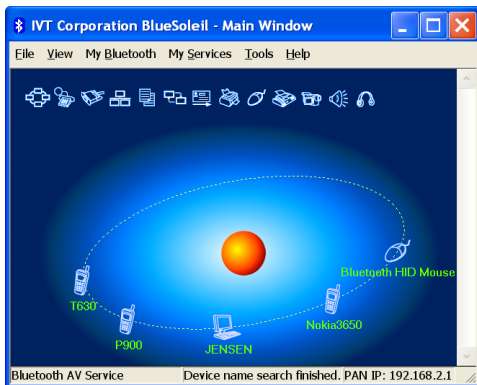 IVT Corporation BlueSoleil - Main Window
File View My Bluetooth My Services Tools Help
Bluetooth HID Mouse
T630
Nokia3650
P900
JENSEN
Bluetooth AV Service Device name search finished. PAN IP: 192.168.2.1